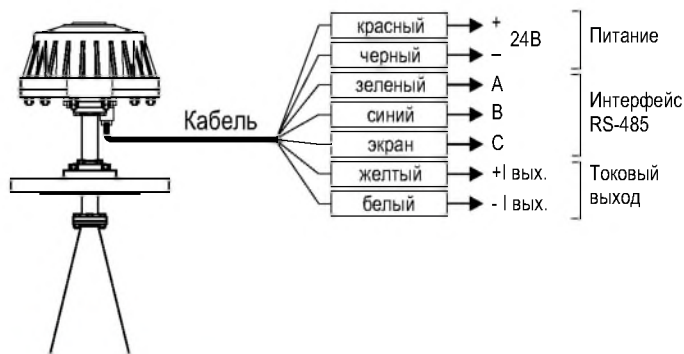 красный + 24В Питание
черный –
зеленый A Интерфейс
синий B RS-485
экран C
Кабель
желтый +I вых. Токовый
белый - I вых. выход